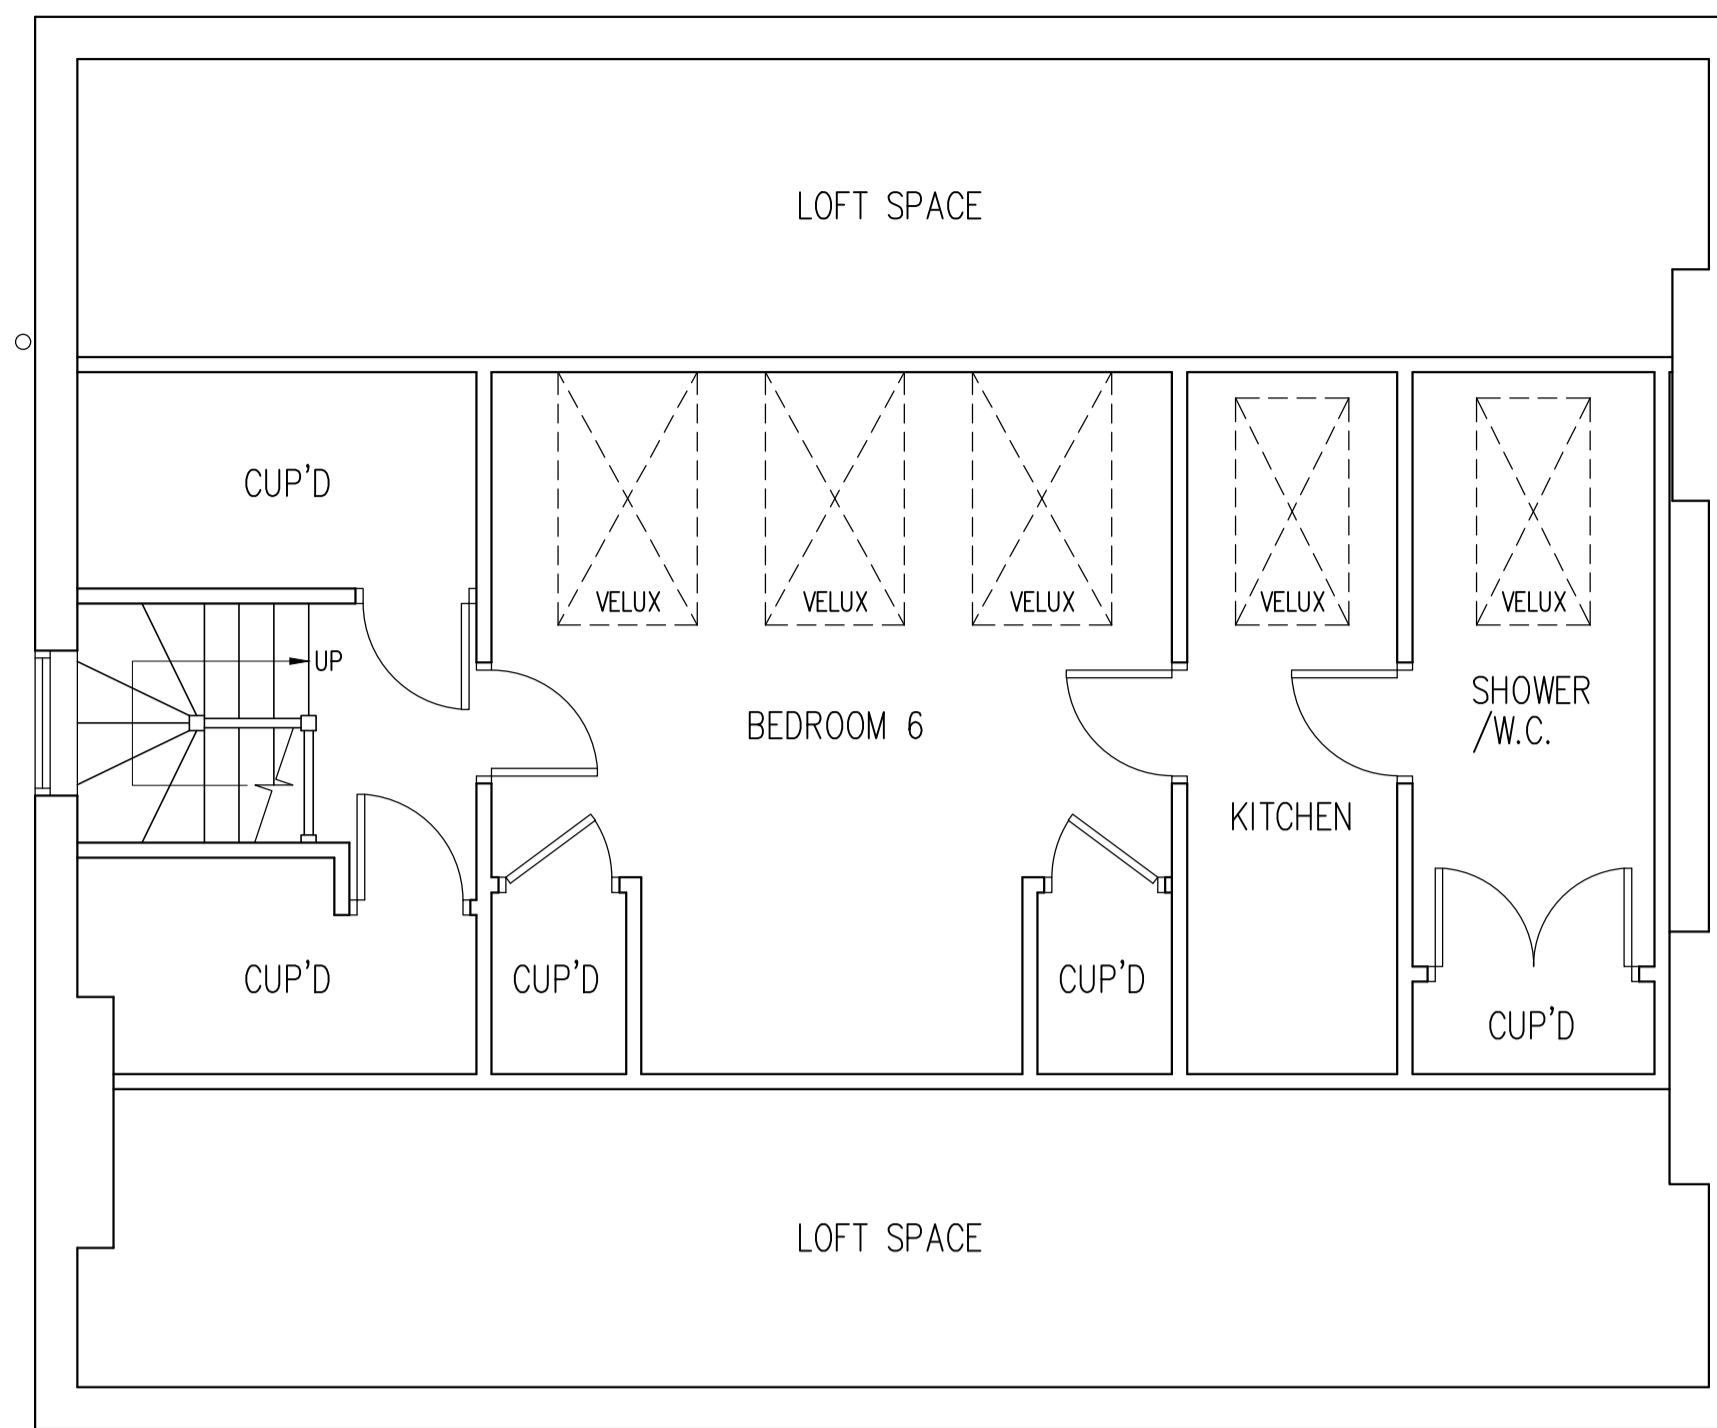 LOFT SPACE
CUP'D
VELUX
VELUX
VELUX
VELUX
VELUX
UP
BEDROOM 6
SHOWER
/W.C.
KITCHEN
CUP'D
CUP'D
CUP'D
CUP'D
LOFT SPACE